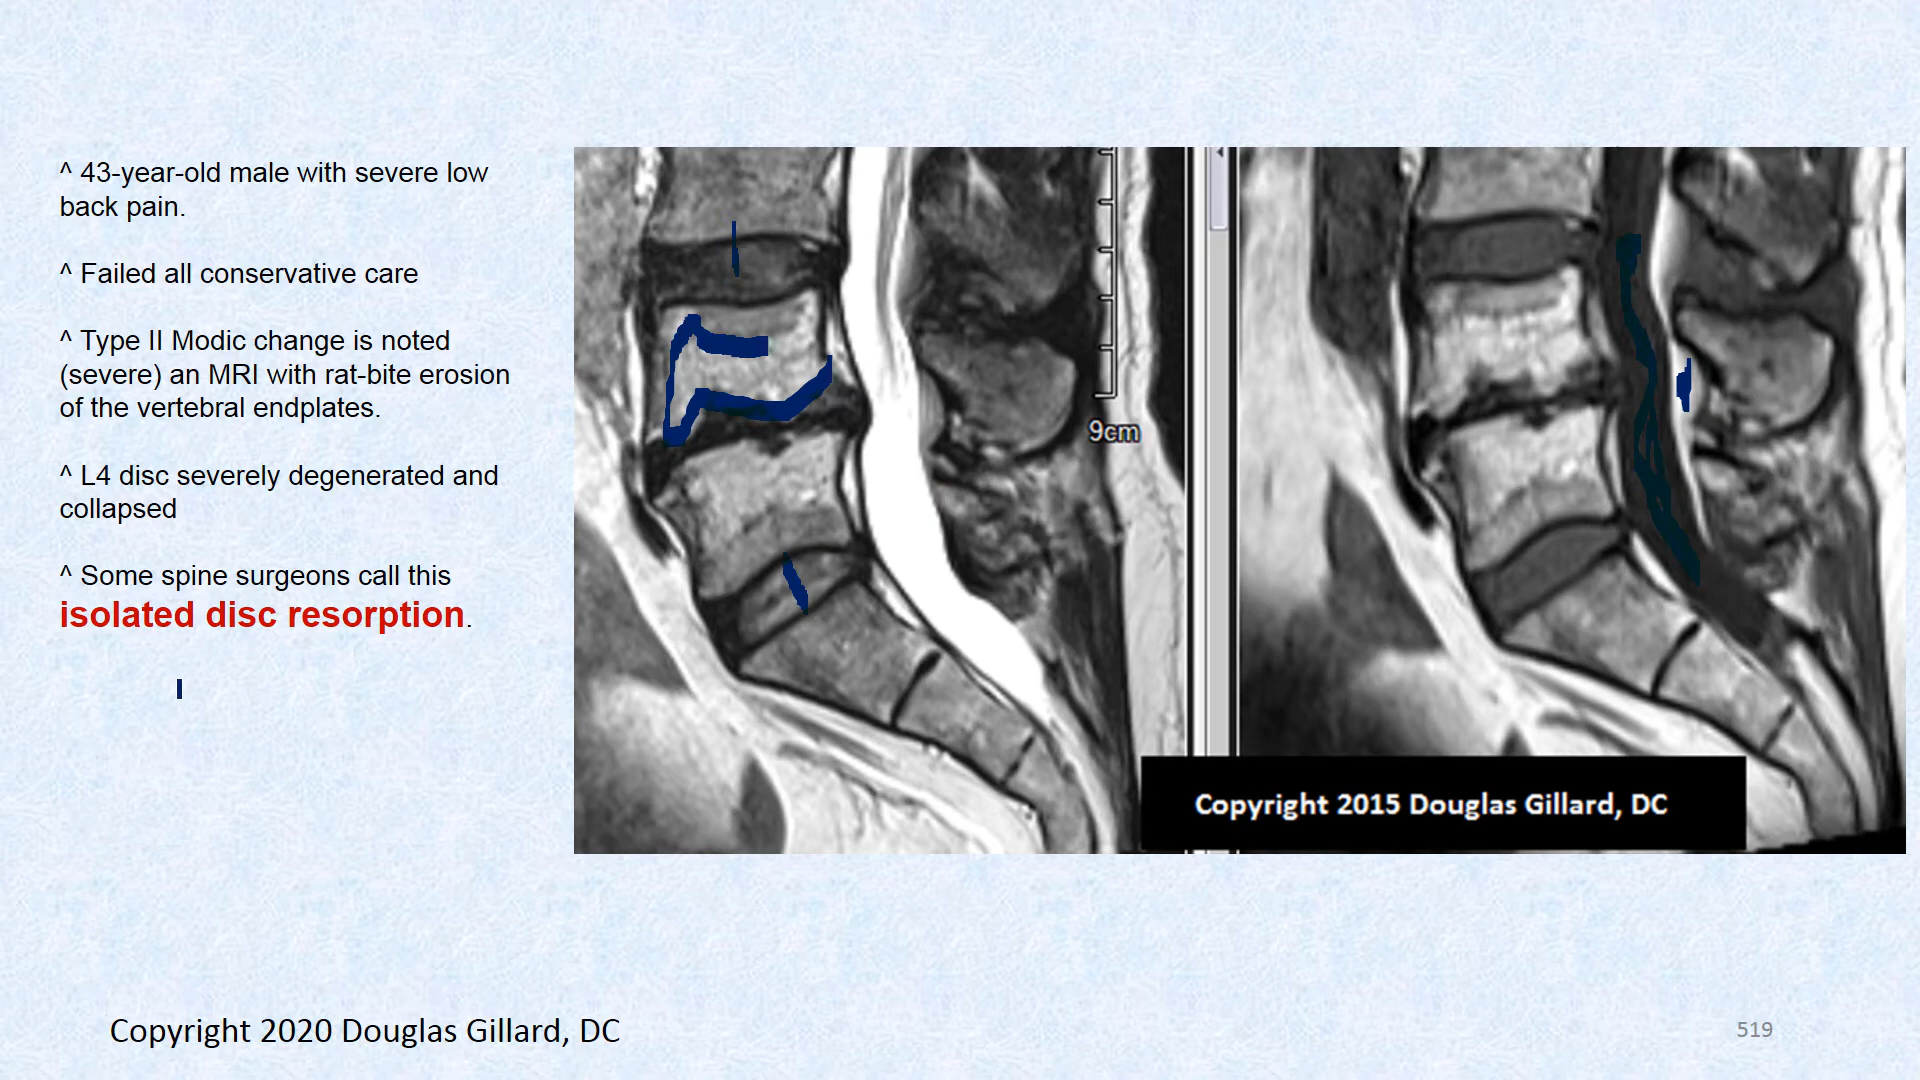 ^ 43-year-old male with severe low
back pain.
^ Failed all conservative care
^ Type II Modic change is noted
(severe) an MRI with rat-bite erosion
of the vertebral endplates.
^ L4 disc severely degenerated and
collapsed
^ Some spine surgeons call this
isolated disc resorption.
9cm
Copyright 2015 Douglas Gillard, DC
Copyright 2020 Douglas Gillard, DC
519